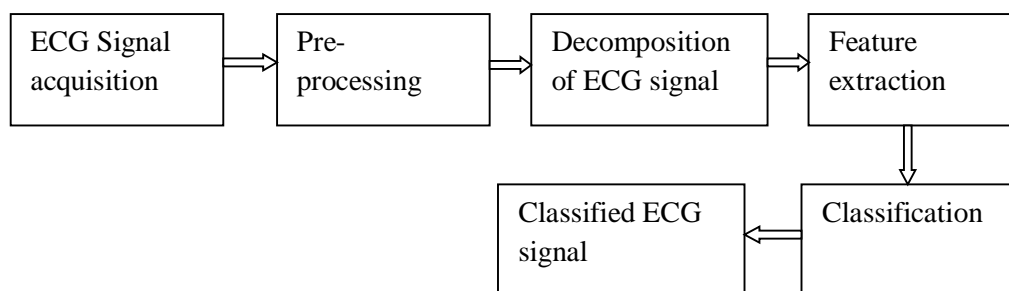 ECG Signal
acquisition
Pre-
processing
Decomposition
of ECG signal
Feature
extraction
Classification
Classified ECG
signal